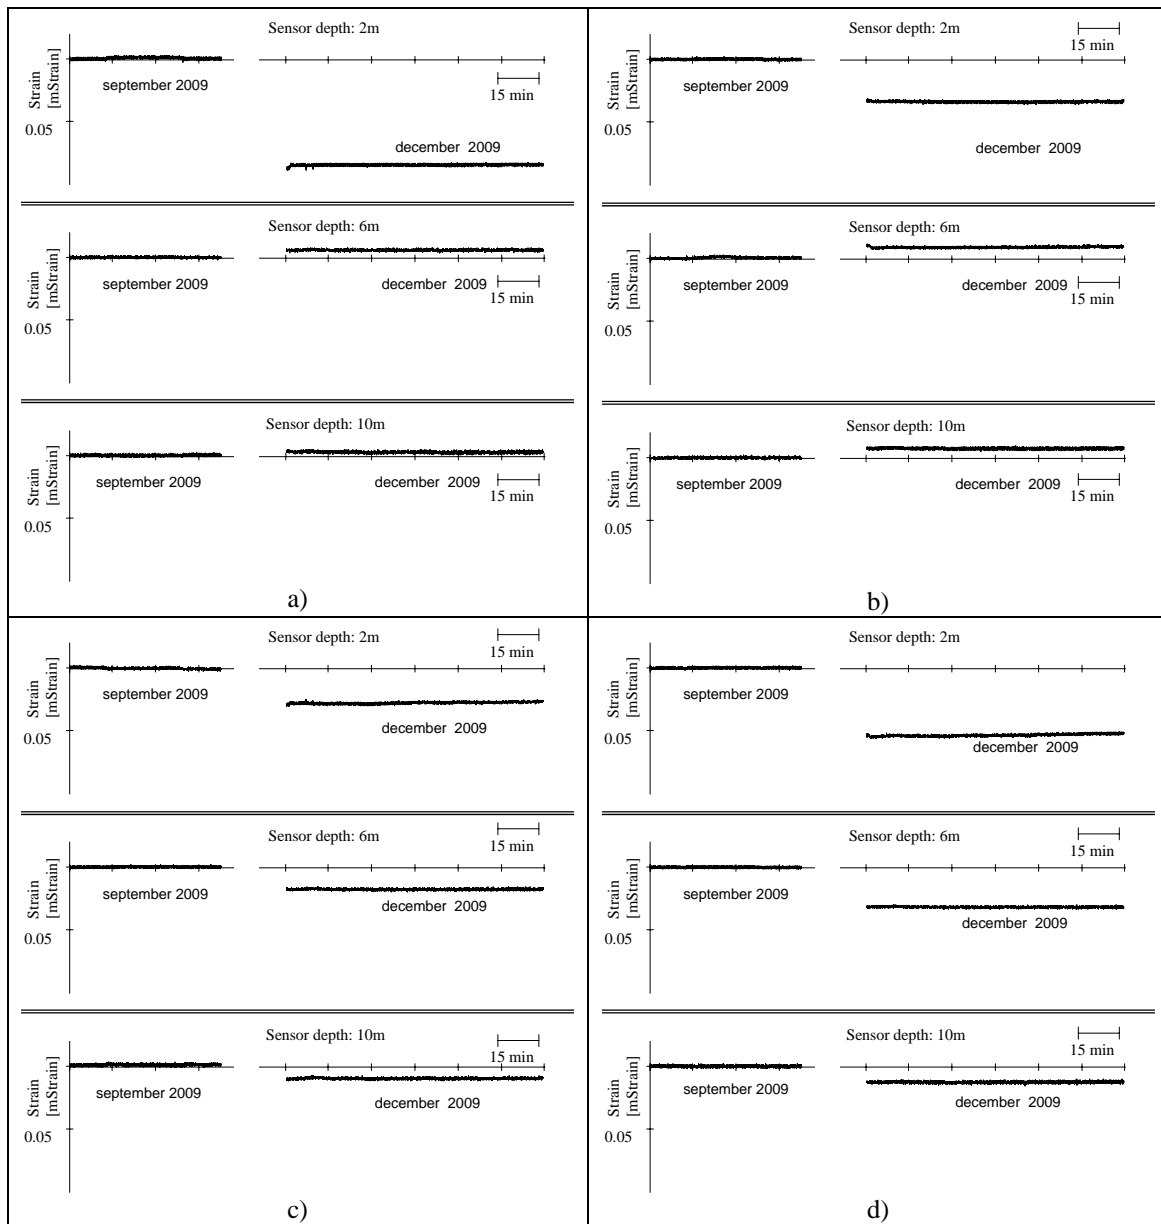 Sensor depth: 2m
Strain
[mStrain]
september 2009
15 min
0.05
december 2009
Sensor depth: 6m
Strain
[mStrain]
september 2009
december 2009
15 min
0.05
Sensor depth: 10m
Strain
[mStrain]
september 2009
december 2009
15 min
0.05
a)
Sensor depth: 2m
15 min
Strain
[mStrain]
september 2009
0.05
december 2009
Sensor depth: 6m
Strain
[mStrain]
september 2009
december 2009
15 min
0.05
Sensor depth: 10m
Strain
[mStrain]
september 2009
december 2009
15 min
0.05
b)
Sensor depth: 2m
15 min
Strain
[mStrain]
september 2009
december 2009
0.05
Sensor depth: 6m
15 min
Strain
[mStrain]
september 2009
december 2009
0.05
Sensor depth: 10m
15 min
Strain
[mStrain]
september 2009
december 2009
0.05
c)
Sensor depth: 2m
15 min
Strain
[mStrain]
september 2009
0.05
december 2009
Sensor depth: 6m
15 min
Strain
[mStrain]
september 2009
december 2009
0.05
Sensor depth: 10m
15 min
Strain
[mStrain]
september 2009
december 2009
0.05
d)